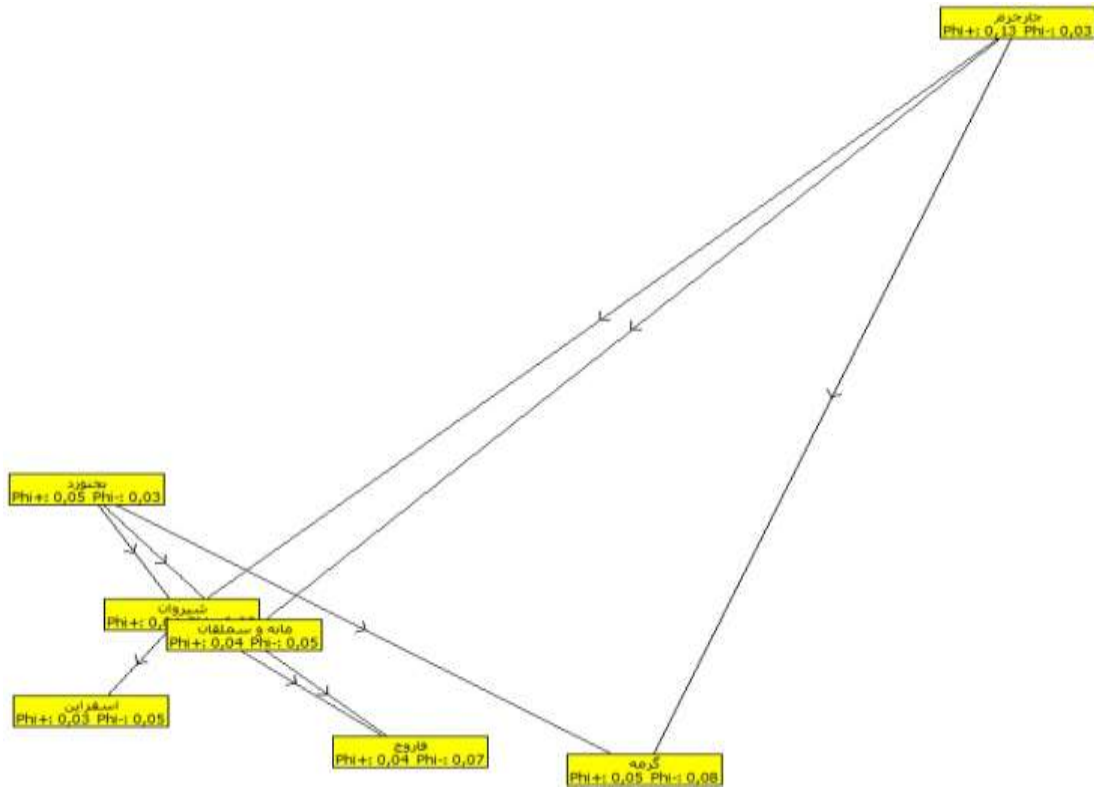 جاجرم
Phi+: 0,13 Phi-: 0,03
بجنورد
Phi+: 0,05 Phi-: 0,03
شیروان
Phi+: 0,0
مانه و سملقان
Phi+: 0,04 Phi-: 0,05
اسفراین
Phi+: 0,03 Phi-: 0,05
فاروج
Phi+: 0,04 Phi-: 0,07
گرمه
Phi+: 0,05 Phi-: 0,08